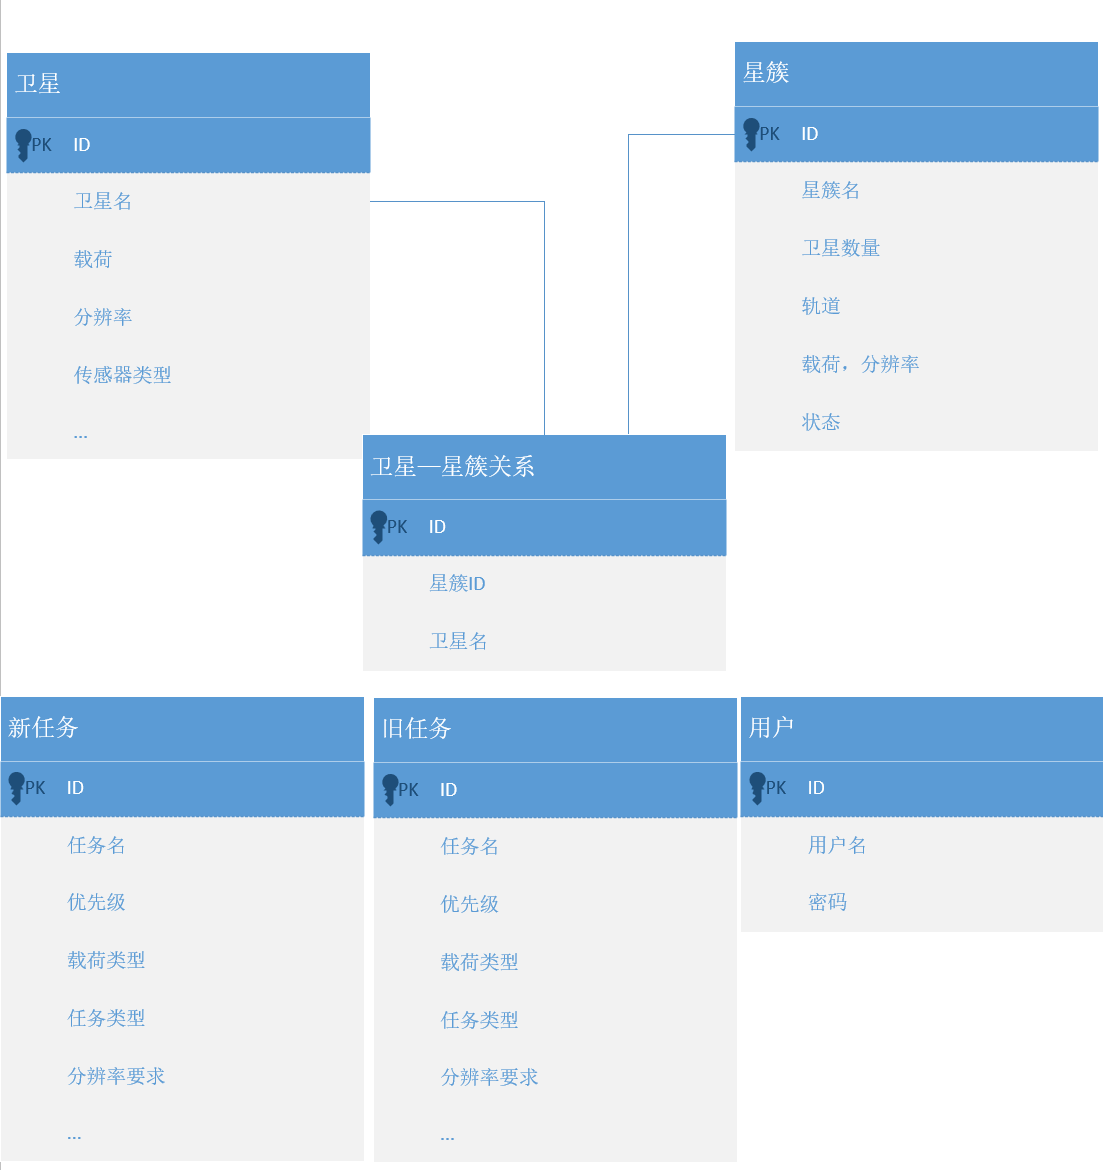 卫星
PK ID
卫星名
载荷
分辨率
传感器类型
...
星簇
PK ID
星簇名
卫星数量
轨道
载荷，分辨率
状态
卫星—星簇关系
PK ID
星簇ID
卫星名
新任务
PK ID
任务名
优先级
载荷类型
任务类型
分辨率要求
...
旧任务
PK ID
任务名
优先级
载荷类型
任务类型
分辨率要求
...
用户
PK ID
用户名
密码